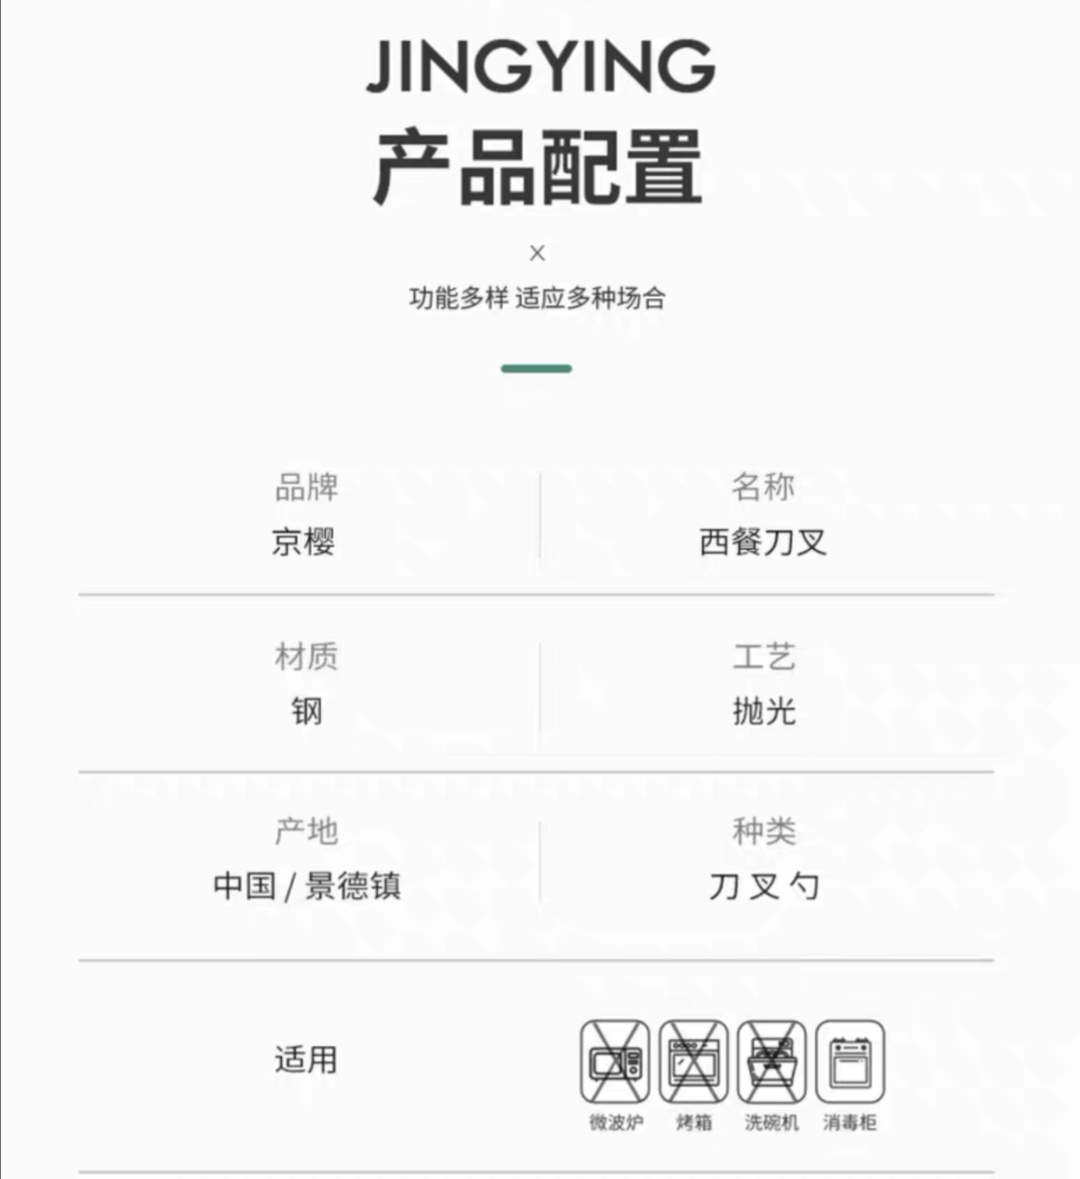 JINGYING
产品配置
X
功能多样 适应多种场合
品牌 名称
京樱 西餐刀叉
材质 工艺
钢 抛光
产地 种类
中国 / 景德镇 刀 叉 勺
适用
微波炉 烤箱 洗碗机 消毒柜